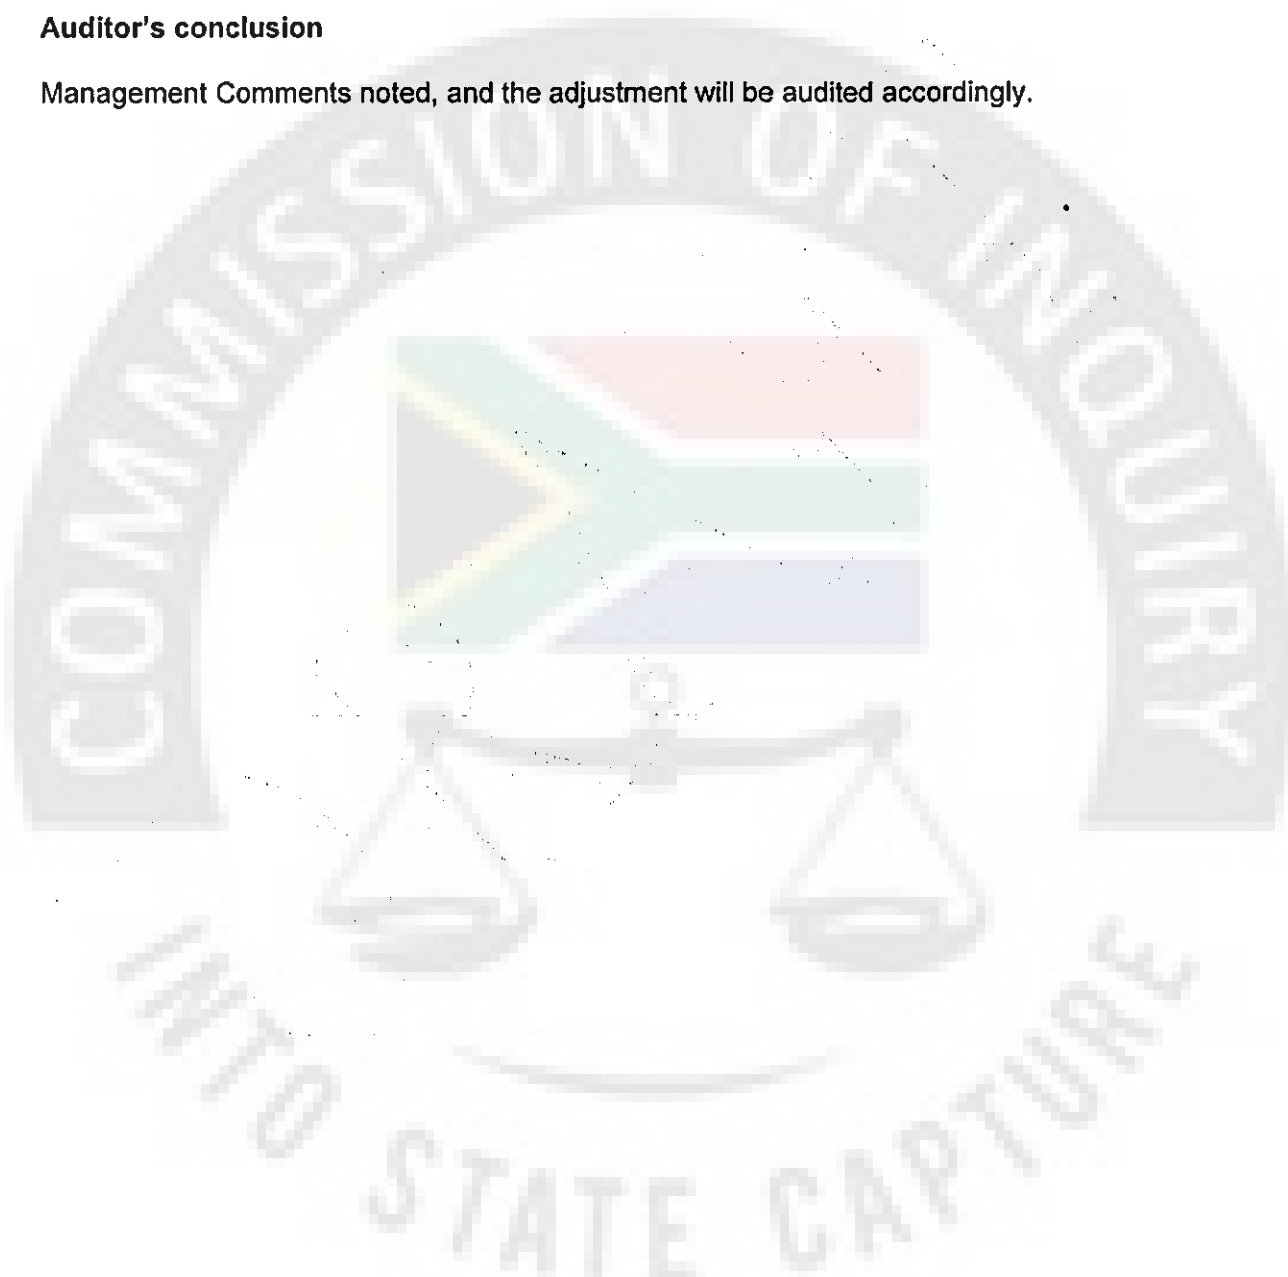 Auditor's conclusion
Management Comments noted, and the adjustment will be audited accordingly.
COMMISSION OF INQUIRY
INTO STATE CAPTURE